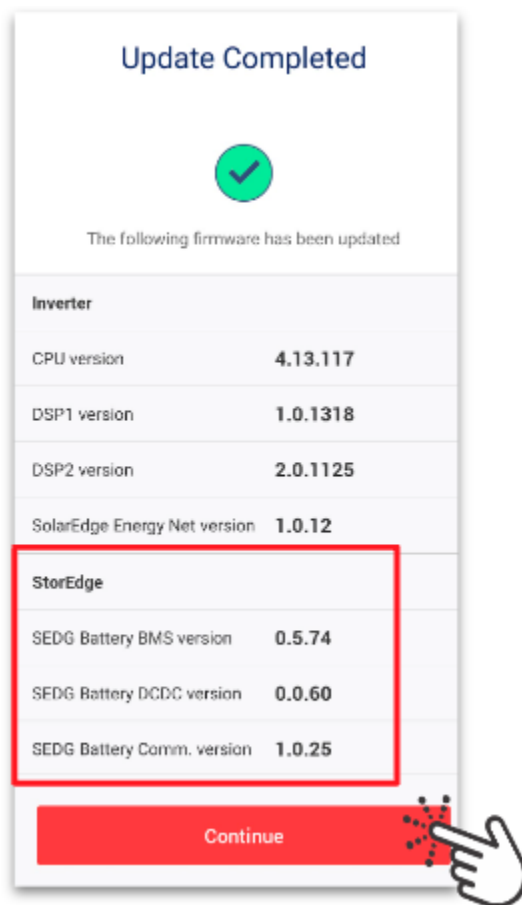 Update Completed
The following firmware has been updated
Inverter
CPU version 4.13.117
DSP1 version 1.0.1318
DSP2 version 2.0.1125
SolarEdge Energy Net version 1.0.12
StorEdge
SEDG Battery BMS version 0.5.74
SEDG Battery DCDC version 0.0.60
SEDG Battery Comm. version 1.0.25
Continue